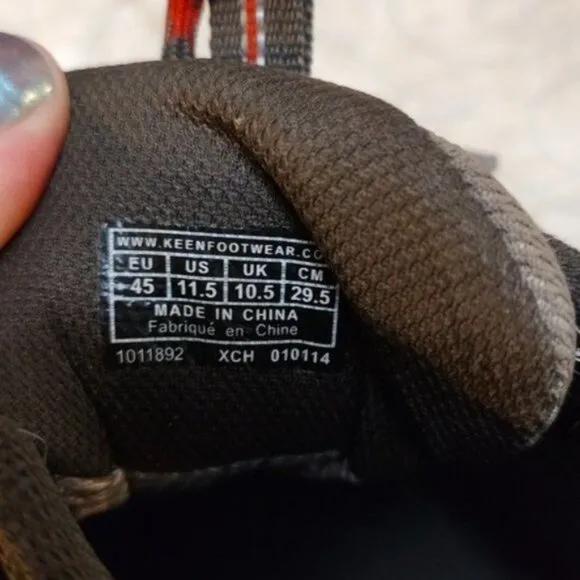 WWW.KEENFOOTWEAR.CO
EU US UK CM
45 11.5 10.5 29.5
MADE IN CHINA
Fabriqué en Chine
1011892 XCH 010114